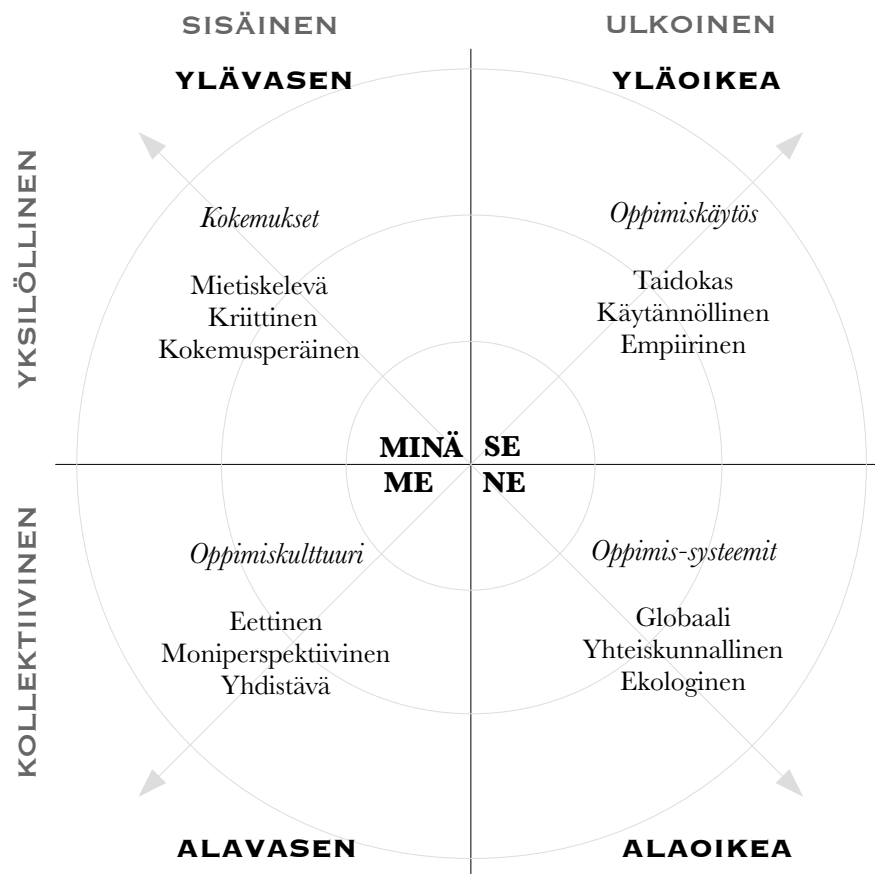 SISÄINEN
ULKOINEN
YLÄVASEN
YLÄOIKEA
YKSILÖLLINEN
Kokemukset
Mietiskelevä
Kriittinen
Kokemusperäinen
Oppimiskäytös
Taidokas
Käytännöllinen
Empiirinen
MINÄ
SE
ME
NE
KOLLEKTIIVINEN
Oppimiskulttuuri
Eettinen
Moniperspektiivinen
Yhdistävä
Oppimis-systeemit
Globaali
Yhteiskunnallinen
Ekologinen
ALAVASEN
ALAOIKEA